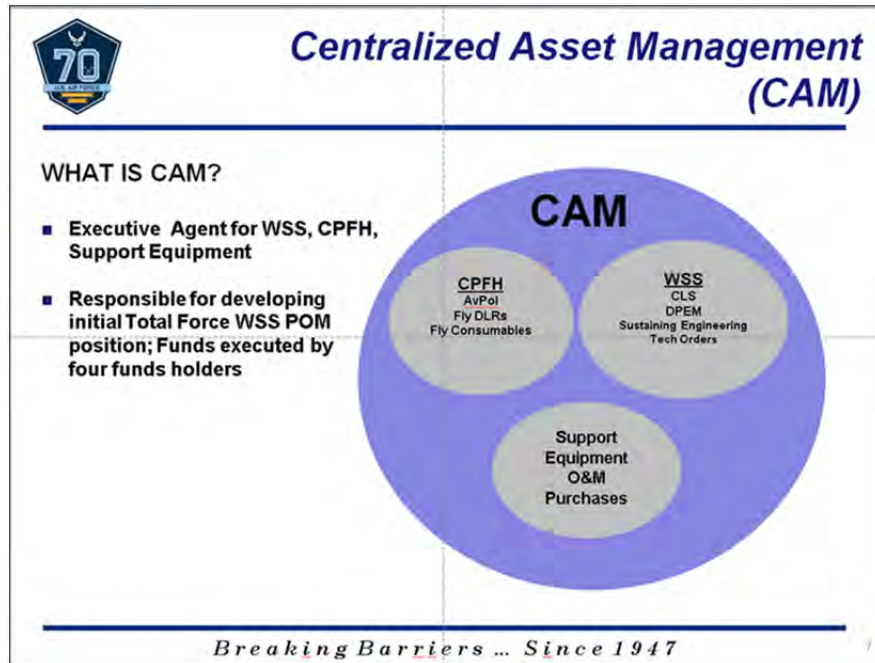 70
U.S. AIR FORCE
Centralized Asset Management
(CAM)
WHAT IS CAM?
Executive Agent for WSS, CPFH,
Support Equipment
Responsible for developing
initial Total Force WSS POM
position; Funds executed by
four funds holders
CAM
CPFH
AvPol
Fly DLRs
Fly Consumables
WSS
CLS
DPEM
Sustaining Engineering
Tech Orders
Support
Equipment
O&M
Purchases
Breaking Barriers ... Since 1947